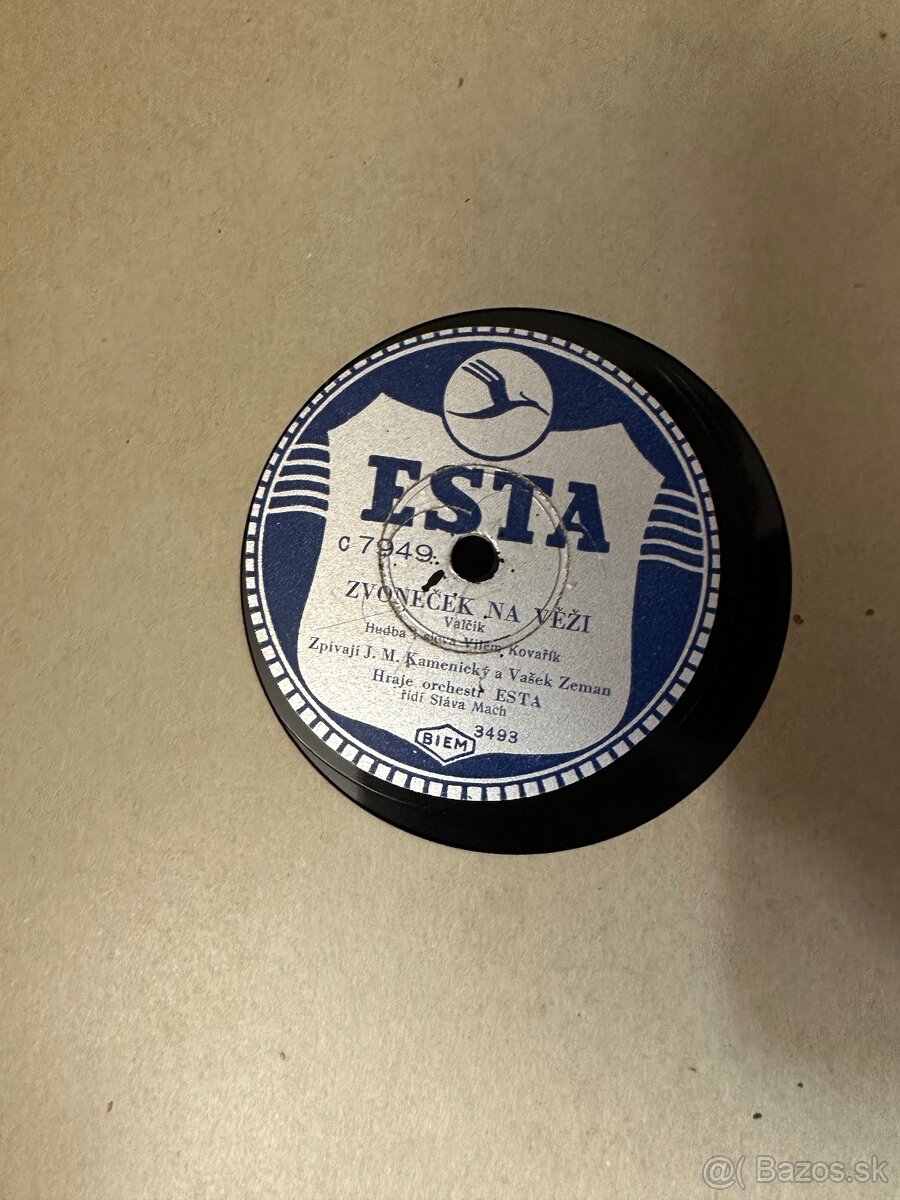 ESTA
C 7949
ZVONEČEK NA VĚŽI
Valčík
Hudba i slova Vilém Kovařík
Zpívají J. M. Kamenický a Vašek Zeman
Hraje orchestr ESTA
řídí Sláva Mach
BIEM 3493
@( Bazos.sk